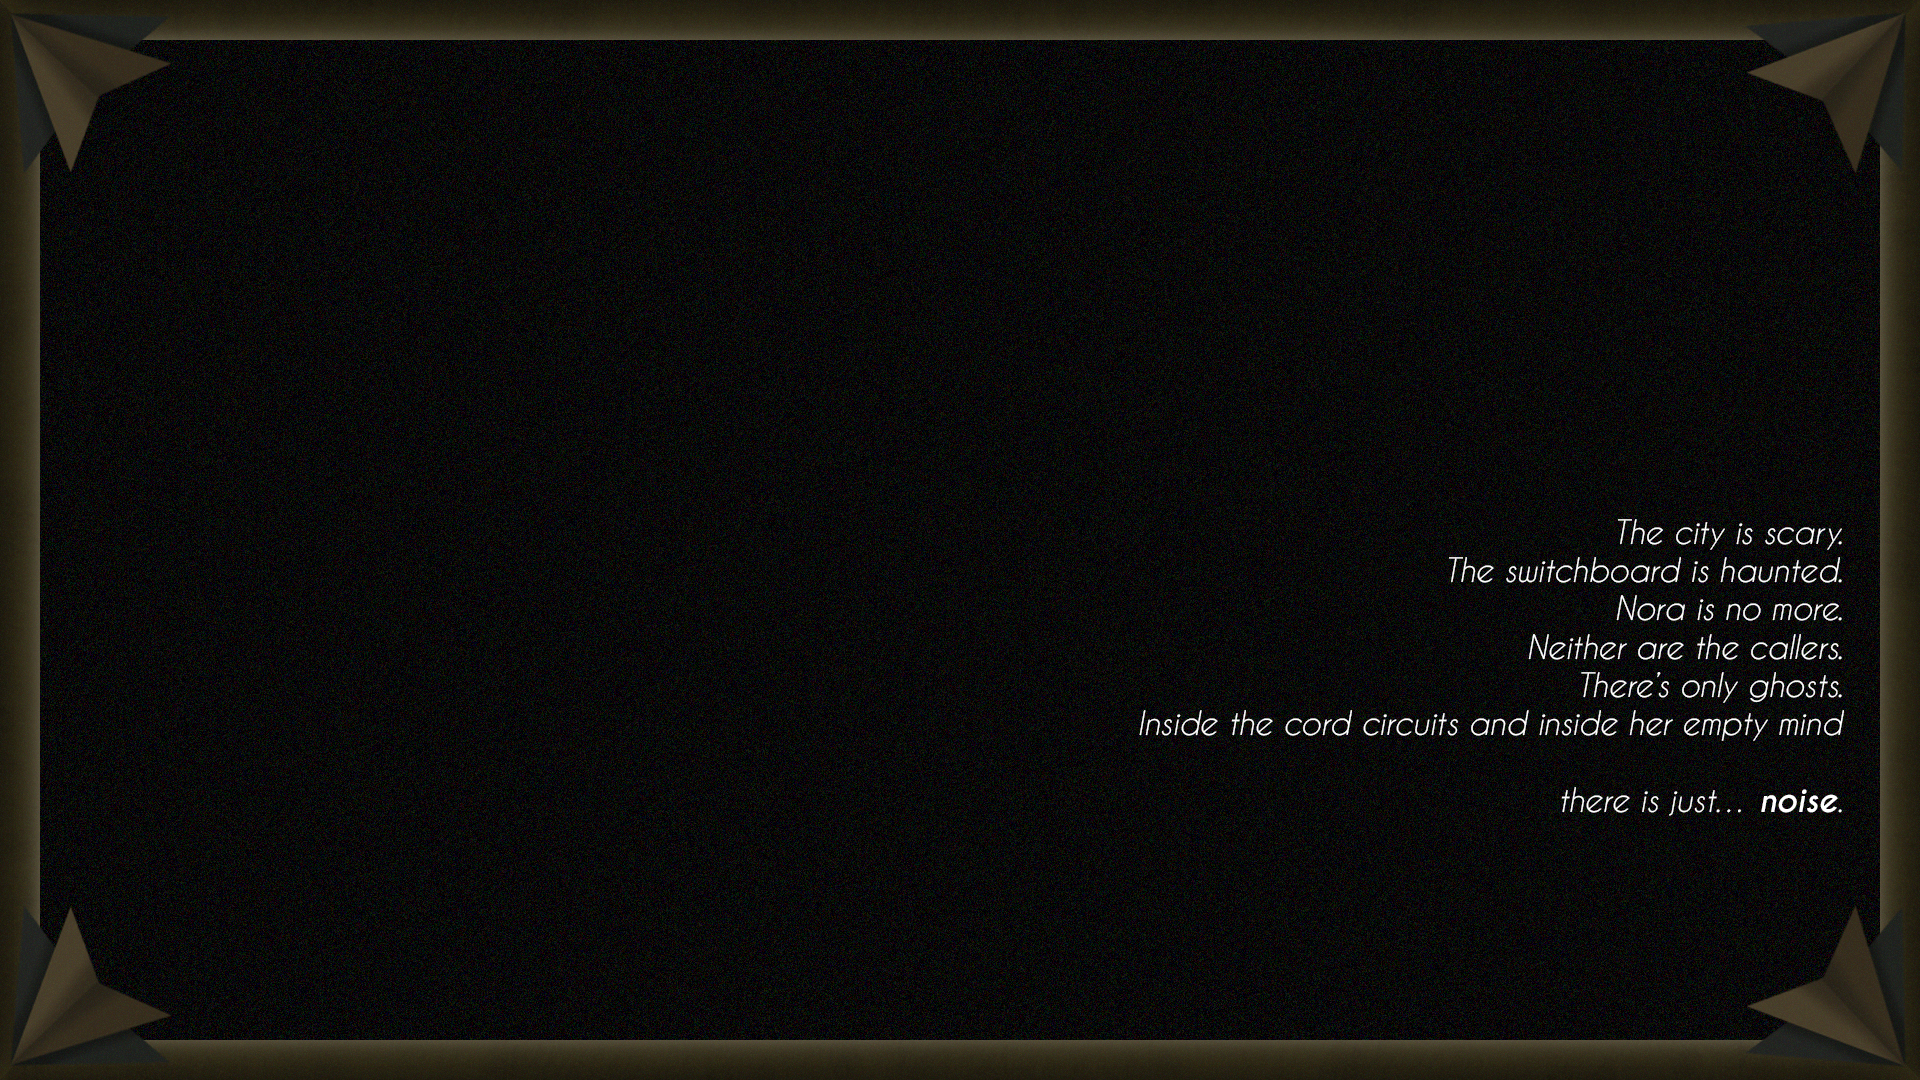 The city is scary.
The switchboard is haunted.
Nora is no more.
Neither are the callers.
There's only ghosts.
Inside the cord circuits and inside her empty mind
there is just... noise.